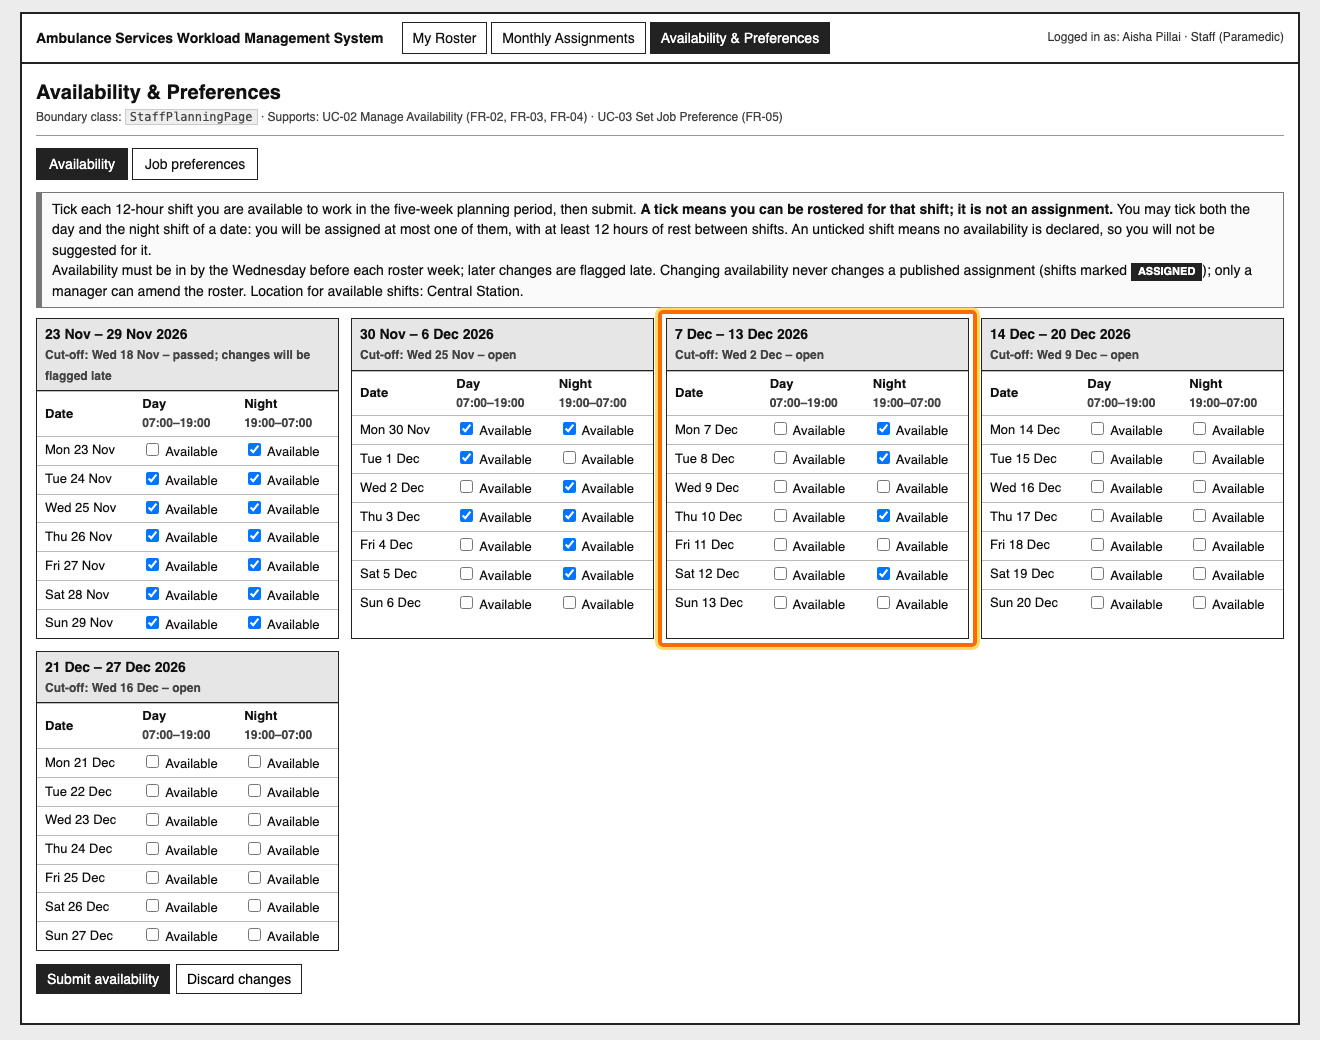 Ambulance Services Workload Management System
My Roster
Monthly Assignments
Availability & Preferences
Logged in as: Aisha Pillai · Staff (Paramedic)
Availability & Preferences
Boundary class: StaffPlanningPage · Supports: UC-02 Manage Availability (FR-02, FR-03, FR-04) · UC-03 Set Job Preference (FR-05)
Availability
Job preferences
Tick each 12-hour shift you are available to work in the five-week planning period, then submit. A tick means you can be rostered for that shift; it is not an assignment. You may tick both the
day and the night shift of a date: you will be assigned at most one of them, with at least 12 hours of rest between shifts. An unticked shift means no availability is declared, so you will not be
suggested for it.
Availability must be in by the Wednesday before each roster week; later changes are flagged late. Changing availability never changes a published assignment (shifts marked ASSIGNED ); only a
manager can amend the roster. Location for available shifts: Central Station.
23 Nov – 29 Nov 2026
Cut-off: Wed 18 Nov – passed; changes will be
flagged late
Date Day Night
07:00–19:00 19:00–07:00
Mon 23 Nov Available Available
Tue 24 Nov Available Available
Wed 25 Nov Available Available
Thu 26 Nov Available Available
Fri 27 Nov Available Available
Sat 28 Nov Available Available
Sun 29 Nov Available Available
30 Nov – 6 Dec 2026
Cut-off: Wed 25 Nov – open
Date Day Night
07:00–19:00 19:00–07:00
Mon 30 Nov Available Available
Tue 1 Dec Available Available
Wed 2 Dec Available Available
Thu 3 Dec Available Available
Fri 4 Dec Available Available
Sat 5 Dec Available Available
Sun 6 Dec Available Available
7 Dec – 13 Dec 2026
Cut-off: Wed 2 Dec – open
Date Day Night
07:00–19:00 19:00–07:00
Mon 7 Dec Available Available
Tue 8 Dec Available Available
Wed 9 Dec Available Available
Thu 10 Dec Available Available
Fri 11 Dec Available Available
Sat 12 Dec Available Available
Sun 13 Dec Available Available
14 Dec – 20 Dec 2026
Cut-off: Wed 9 Dec – open
Date Day Night
07:00–19:00 19:00–07:00
Mon 14 Dec Available Available
Tue 15 Dec Available Available
Wed 16 Dec Available Available
Thu 17 Dec Available Available
Fri 18 Dec Available Available
Sat 19 Dec Available Available
Sun 20 Dec Available Available
21 Dec – 27 Dec 2026
Cut-off: Wed 16 Dec – open
Date Day Night
07:00–19:00 19:00–07:00
Mon 21 Dec Available Available
Tue 22 Dec Available Available
Wed 23 Dec Available Available
Thu 24 Dec Available Available
Fri 25 Dec Available Available
Sat 26 Dec Available Available
Sun 27 Dec Available Available
Submit availability
Discard changes